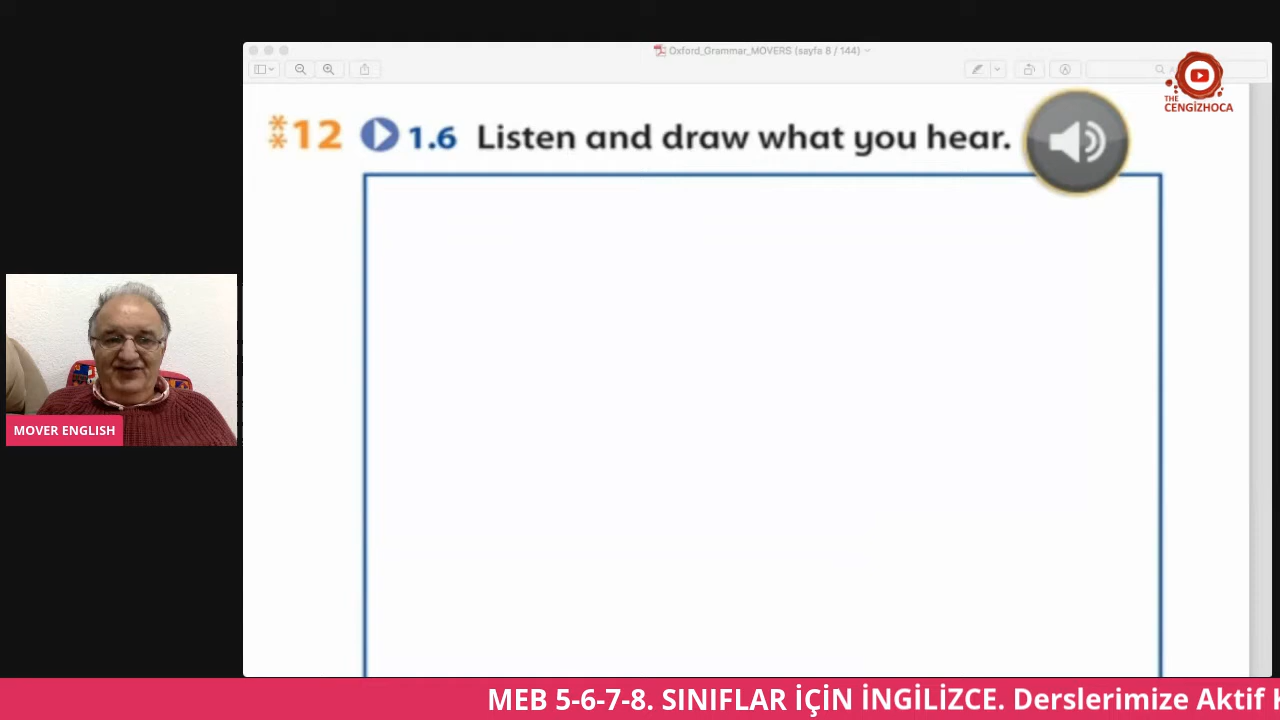 Oxford_Grammar_MOVERS (sayfa 8 / 144)
THE
CENGİZHOCA
12 1.6 Listen and draw what you hear.
MOVER ENGLISH
MEB 5-6-7-8. SINIFLAR İÇİN İNGİLİZCE. Derslerimize Aktif